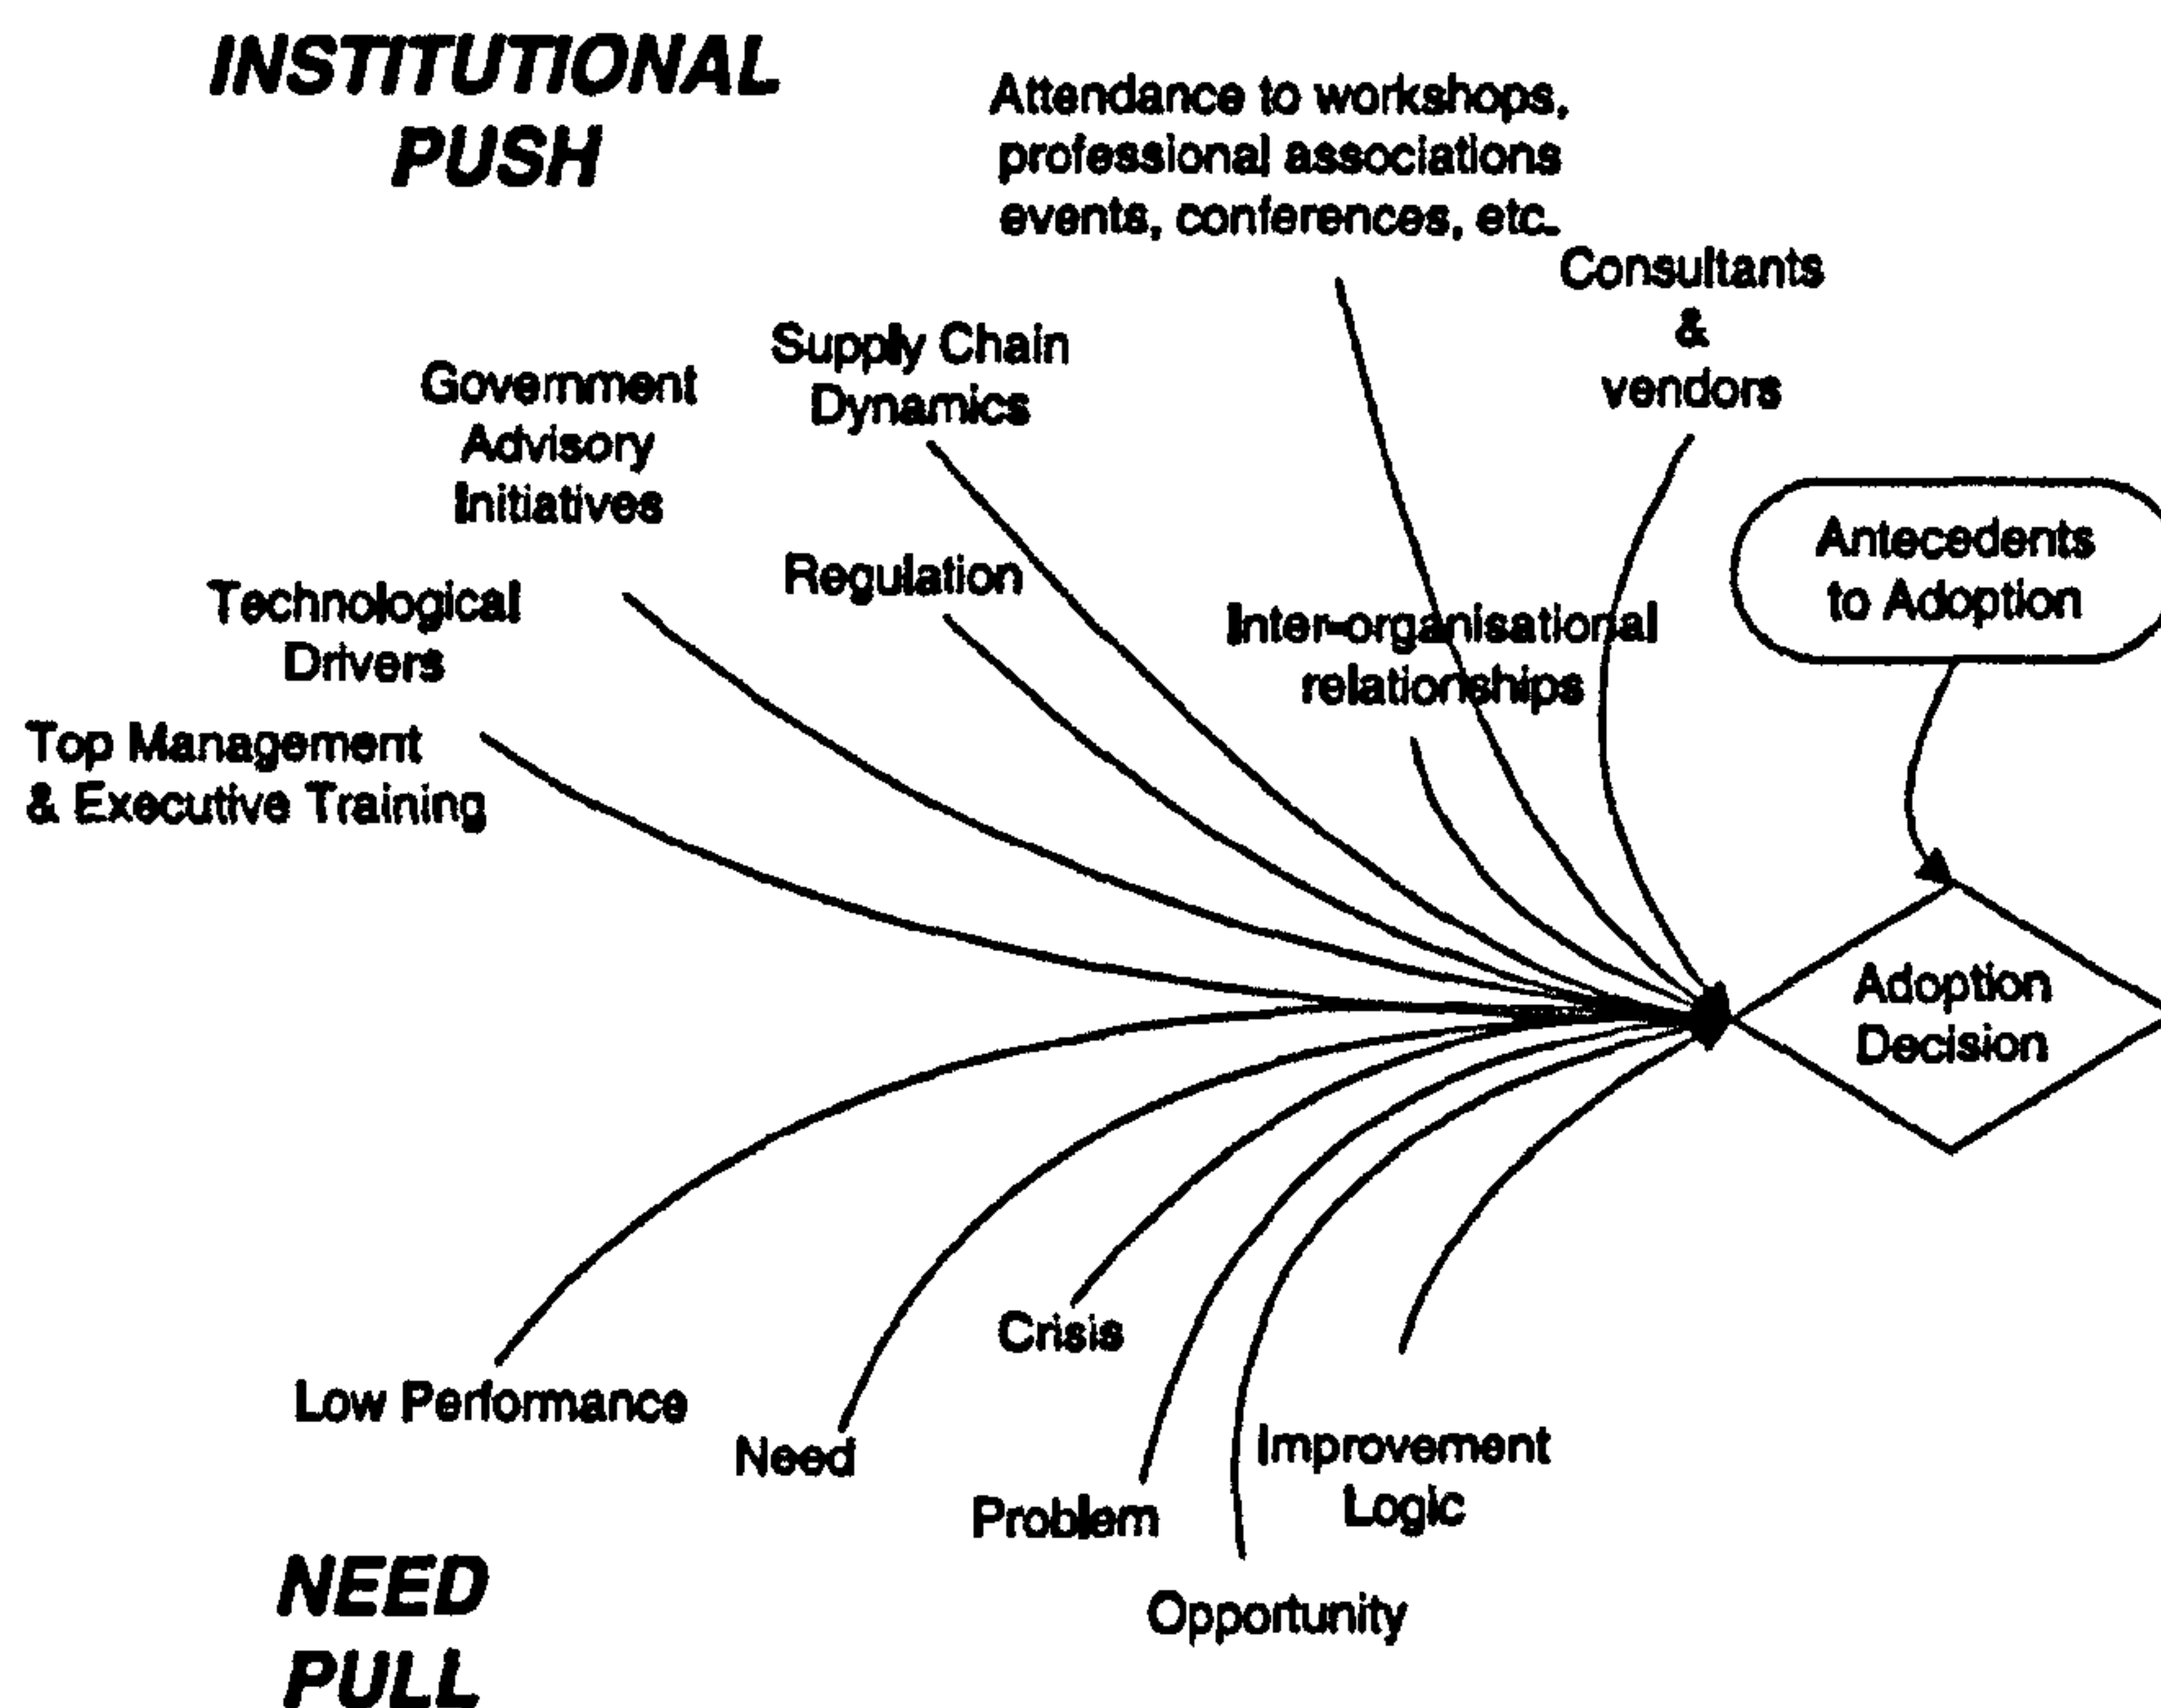 INSTITUTIONAL
PUSH
Attendance to workshops,
professional associations
events, conferences, etc.
Consultants
&
vendors
Supply Chain
Dynamics
Government
Advisory
Initiatives
Antecedents
to Adoption
Regulation
Technological
Drivers
Inter-organisational
relationships
Top Management
& Executive Training
Adoption
Decision
Crisis
Low Performance
Need
Improvement
Logic
Problem
Opportunity
NEED
PULL